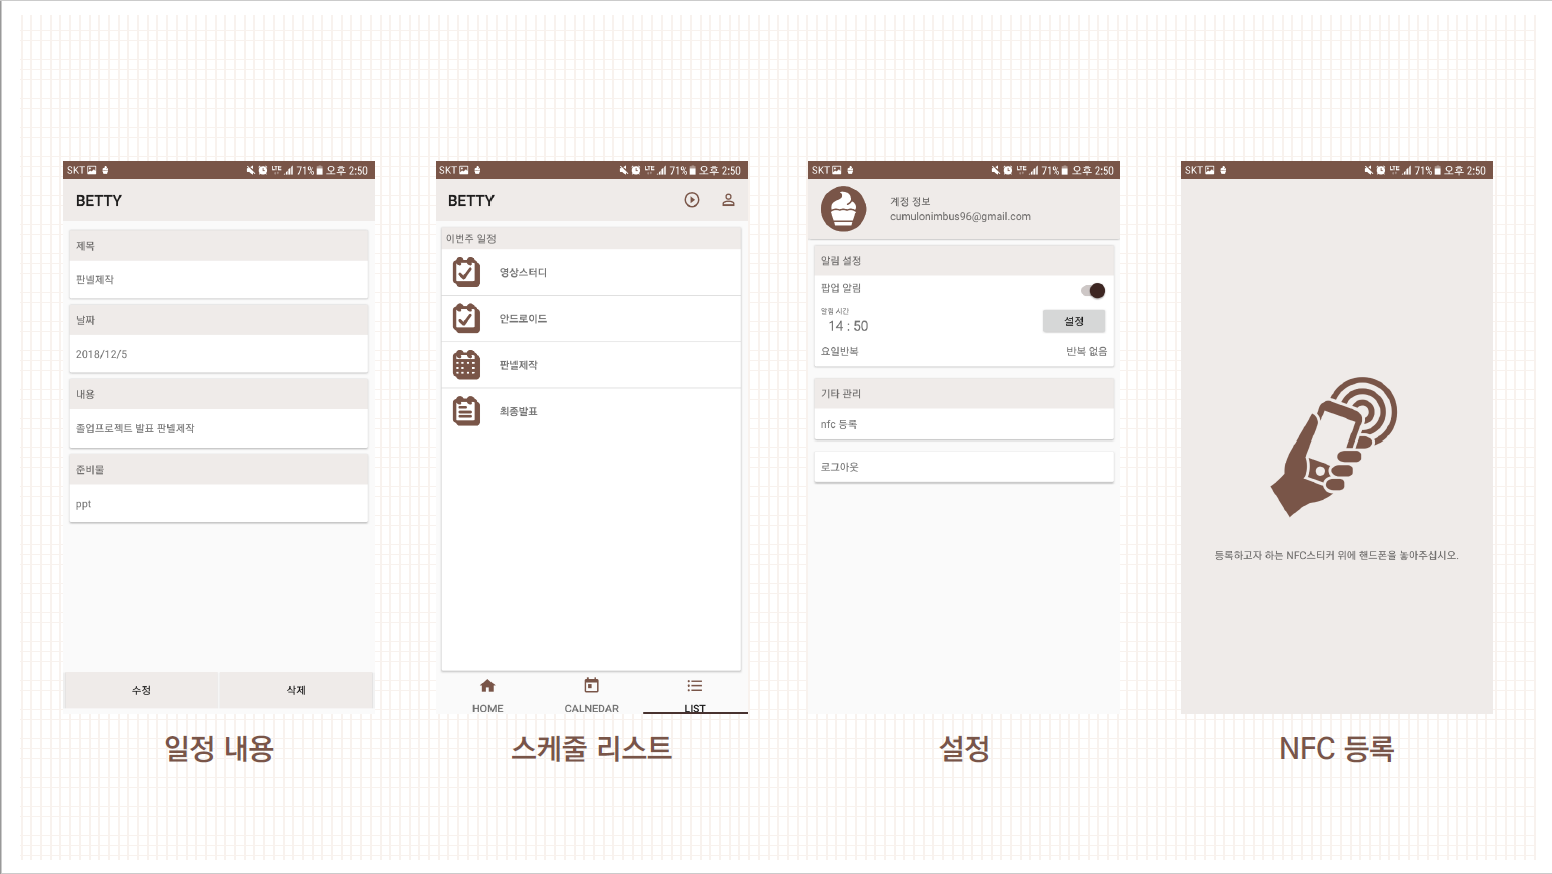 SKT 71% 오후 2:50
BETTY
제목
판넬제작
날짜
2018/12/5
내용
졸업프로젝트 발표 판넬제작
준비물
ppt
수정 삭제
일정 내용
SKT LTE 71% 오후 2:50
BETTY
이번주 일정
영상스터디
안드로이드
판넬제작
최종발표
HOME CALNEDAR LIST
스케줄 리스트
SKT LTE 71% 오후 2:50
계정 정보
cumulonimbus96@gmail.com
알림 설정
팝업 알림
알림 시간
14 : 50 설정
요일반복 반복 없음
기타 관리
nfc 등록
로그아웃
설정
SKT LTE 71% 오후 2:50
등록하고자 하는 NFC스티커 위에 핸드폰을 놓아주십시오.
NFC 등록